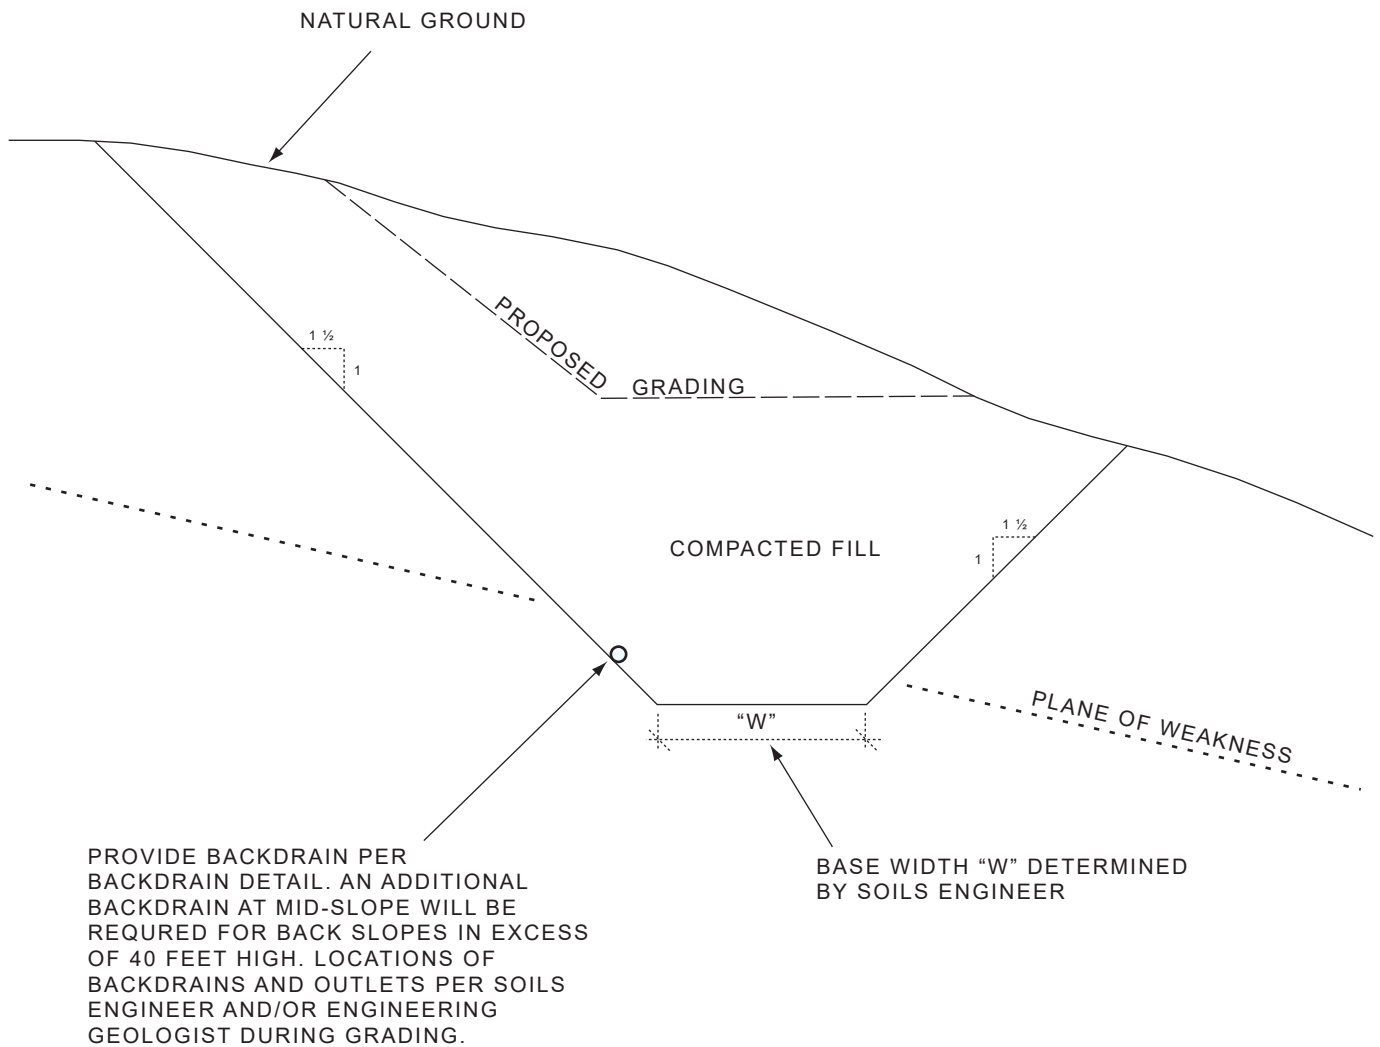 NATURAL GROUND
1 ½
1
PROPOSED
GRADING
COMPACTED FILL
1 ½
1
"W"
PLANE OF WEAKNESS
PROVIDE BACKDRAIN PER
BACKDRAIN DETAIL. AN ADDITIONAL
BACKDRAIN AT MID-SLOPE WILL BE
REQURED FOR BACK SLOPES IN EXCESS
OF 40 FEET HIGH. LOCATIONS OF
BACKDRAINS AND OUTLETS PER SOILS
ENGINEER AND/OR ENGINEERING
GEOLOGIST DURING GRADING.
BASE WIDTH “W” DETERMINED
BY SOILS ENGINEER